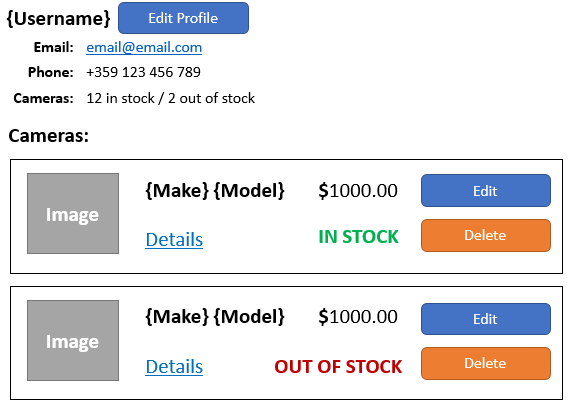 {Username} Edit Profile
Email: email@email.com
Phone: +359 123 456 789
Cameras: 12 in stock / 2 out of stock
Cameras:
Image
{Make} {Model} $1000.00 Edit
Details IN STOCK Delete
Image
{Make} {Model} $1000.00 Edit
Details OUT OF STOCK Delete